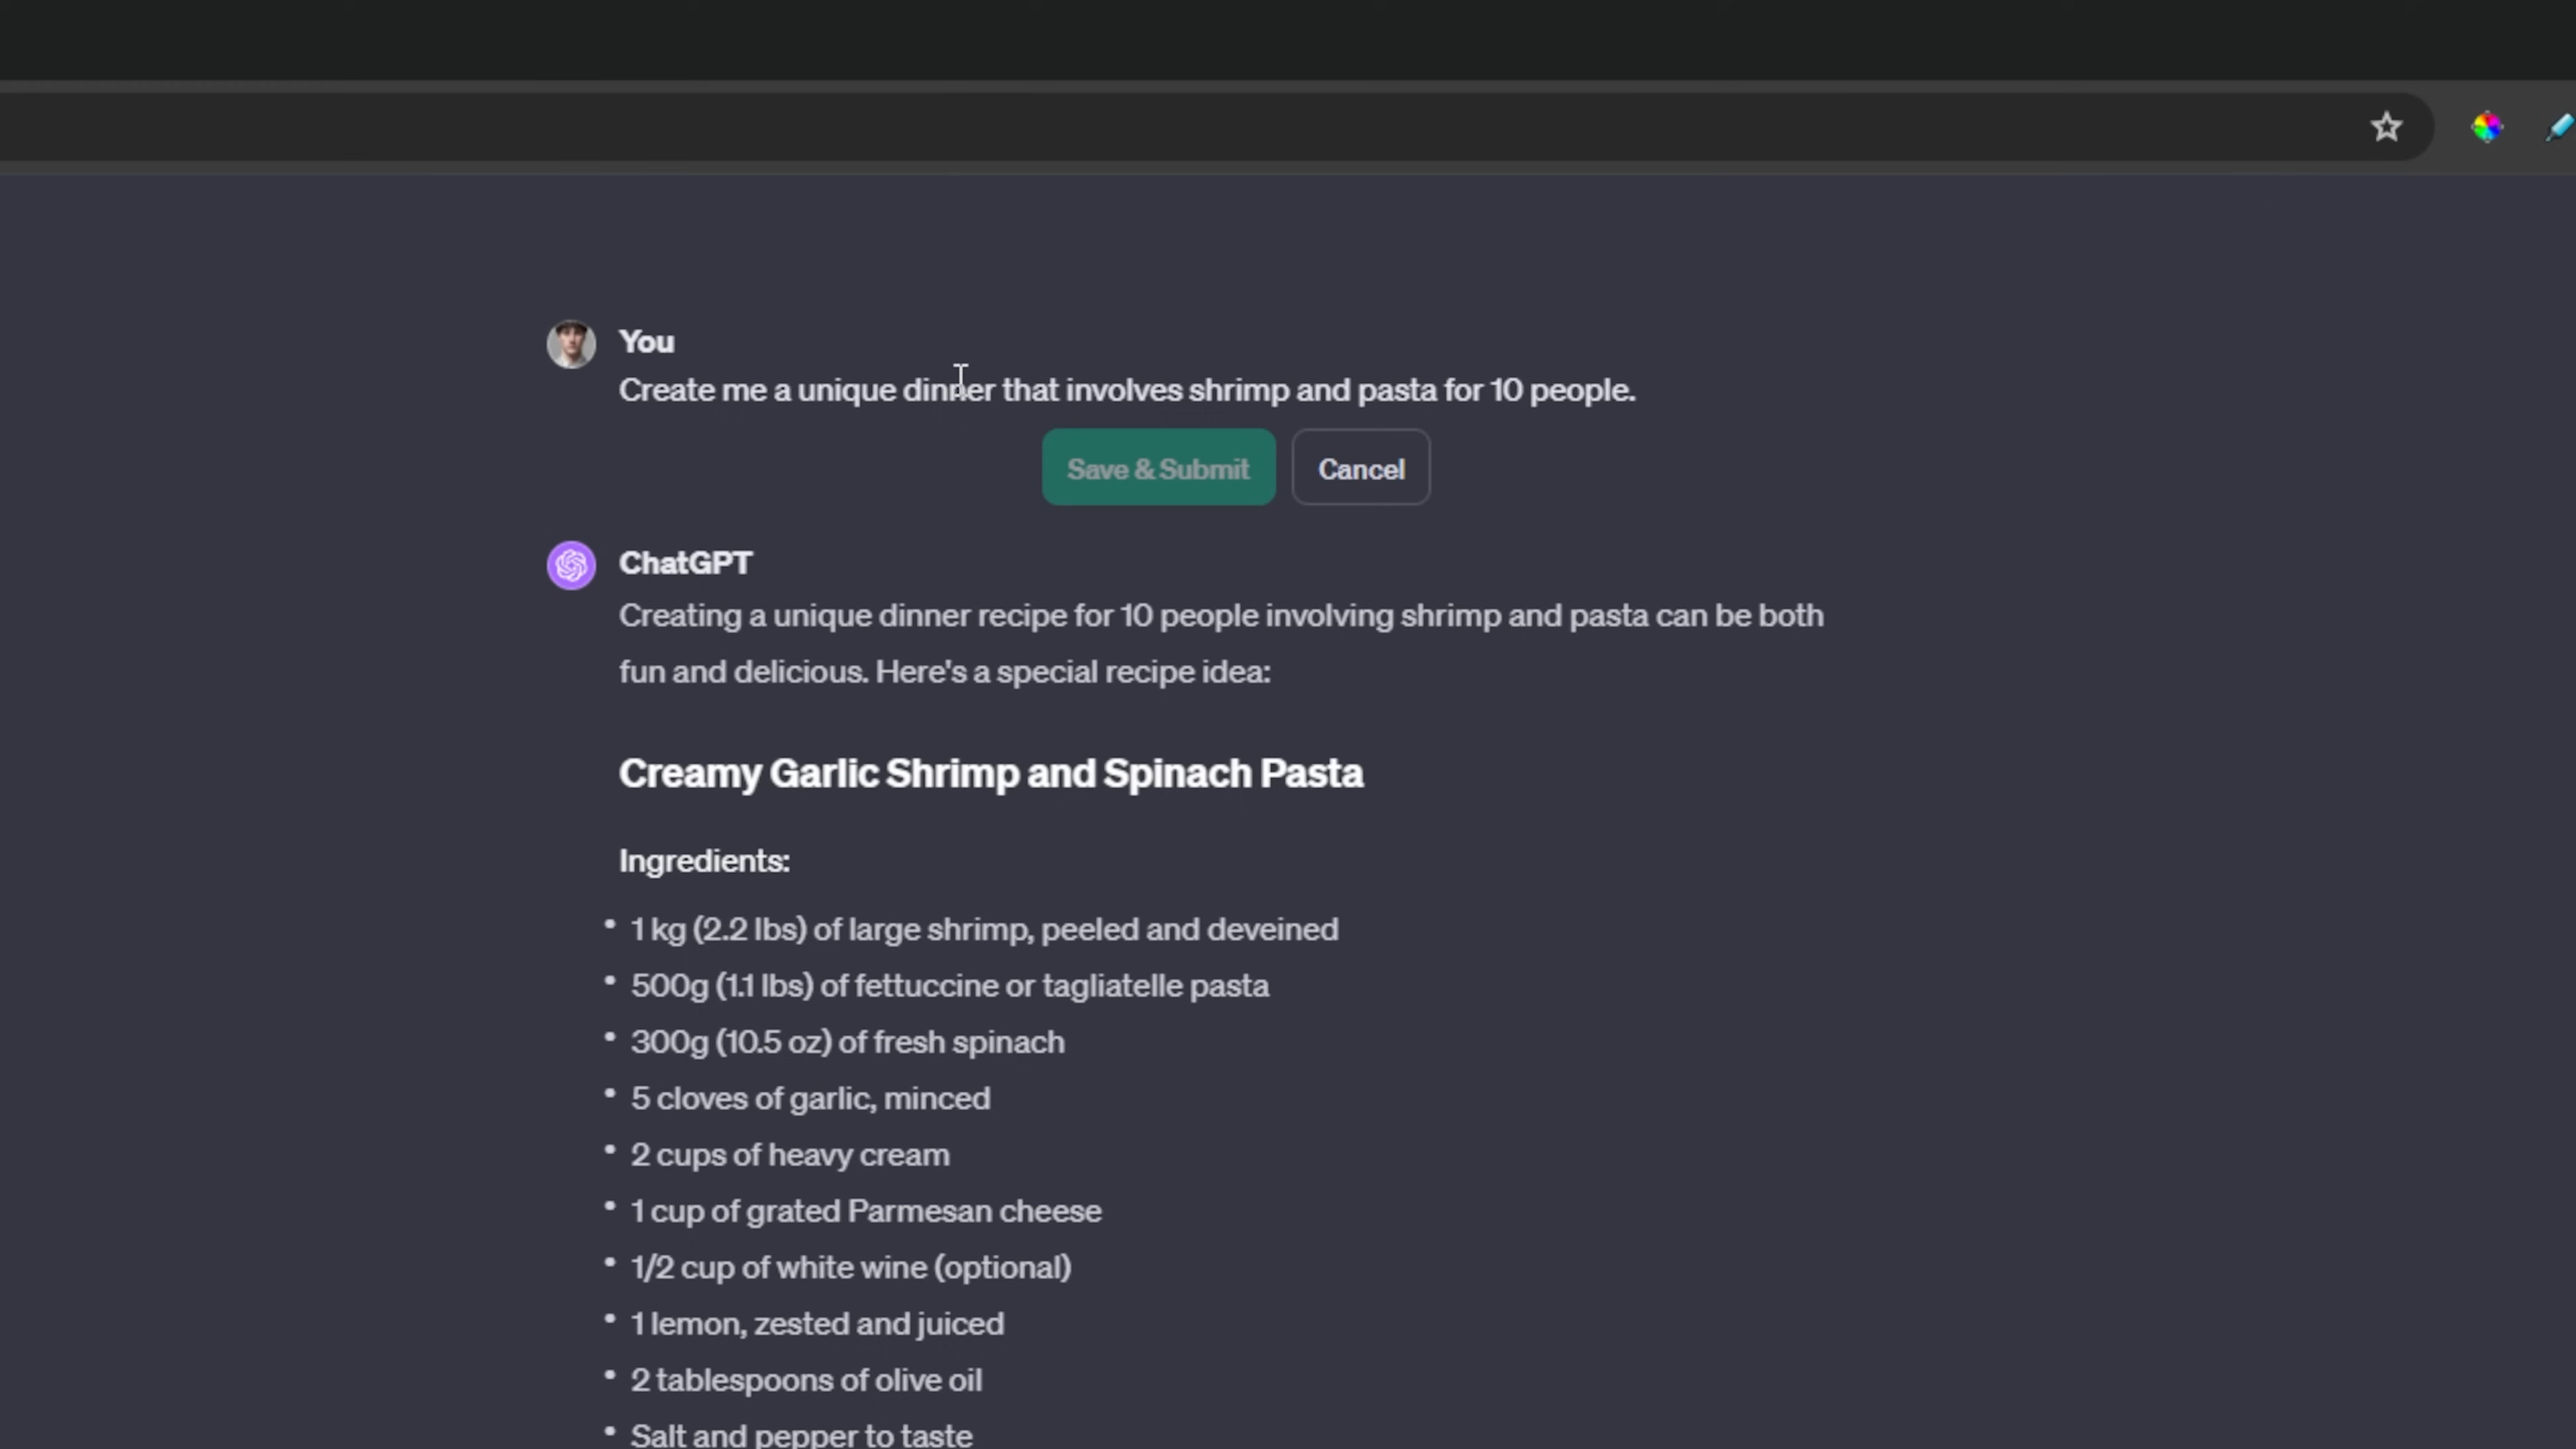 You
Create me a unique dinner that involves shrimp and pasta for 10 people.
Save & Submit
Cancel
ChatGPT
Creating a unique dinner recipe for 10 people involving shrimp and pasta can be both
fun and delicious. Here's a special recipe idea:
Creamy Garlic Shrimp and Spinach Pasta
Ingredients:
• 1 kg (2.2 lbs) of large shrimp, peeled and deveined
• 500g (1.1 lbs) of fettuccine or tagliatelle pasta
• 300g (10.5 oz) of fresh spinach
• 5 cloves of garlic, minced
• 2 cups of heavy cream
• 1 cup of grated Parmesan cheese
• 1/2 cup of white wine (optional)
• 1 lemon, zested and juiced
• 2 tablespoons of olive oil
• Salt and pepper to taste